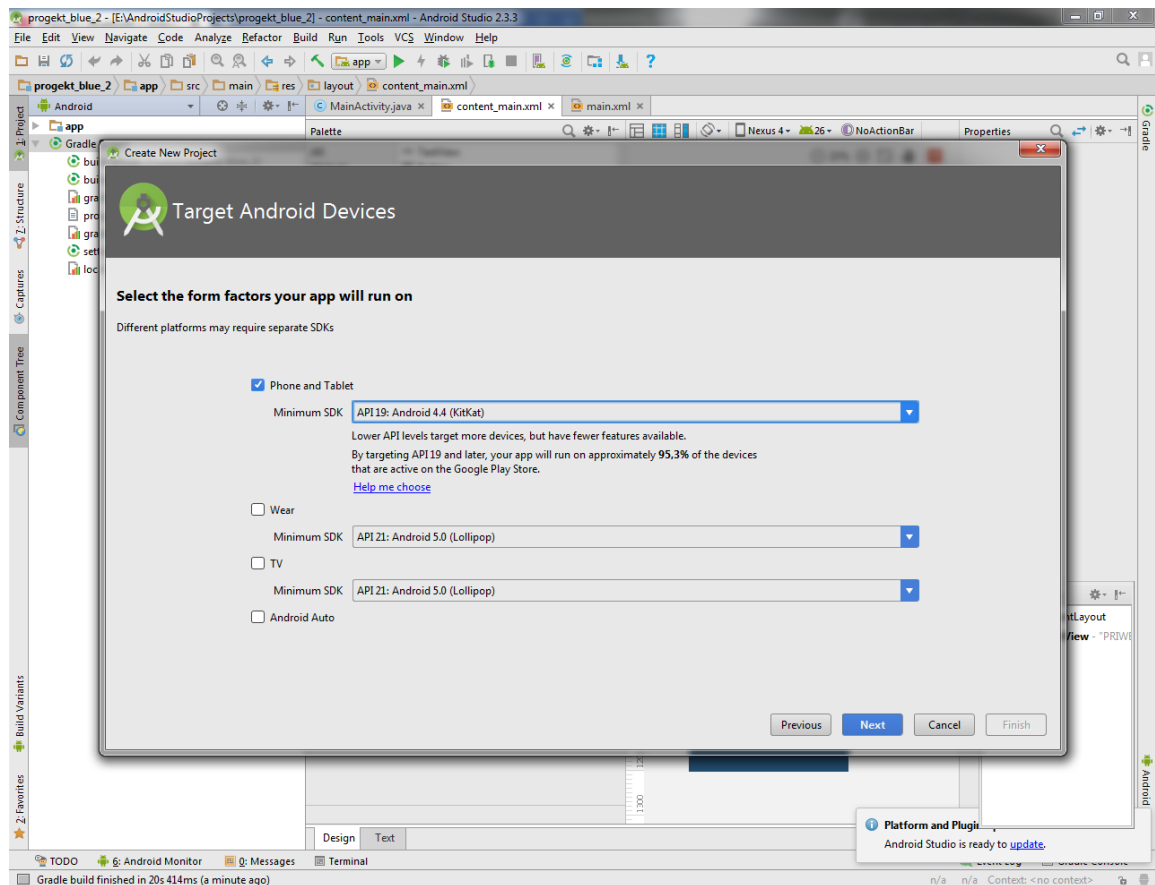 progekt_blue_2 - [E:\AndroidStudioProjects\progekt_blue_2] - content_main.xml - Android Studio 2.3.3
File Edit View Navigate Code Analyze Refactor Build Run Tools VCS Window Help
app
progekt_blue_2 app src main res layout content_main.xml
Android MainActivity.java content_main.xml main.xml
1: Project
Z: Structure
Captures
Component Tree
Build Variants
2: Favorites
app
Palette Nexus 4 26 NoActionBar Properties
Gradle
Gradle
Create New Project
Target Android Devices
Select the form factors your app will run on
Different platforms may require separate SDKs
Phone and Tablet
Minimum SDK API 19: Android 4.4 (KitKat)
Lower API levels target more devices, but have fewer features available.
By targeting API 19 and later, your app will run on approximately 95,3% of the devices
that are active on the Google Play Store.
Help me choose
Wear
Minimum SDK API 21: Android 5.0 (Lollipop)
TV
Minimum SDK API 21: Android 5.0 (Lollipop)
Android Auto
Previous Next Cancel Finish
1300
Design Text
Platform and Plugin
Android Studio is ready to update.
TODO 6: Android Monitor 0: Messages Terminal
Gradle build finished in 20s 414ms (a minute ago) n/a n/a Context: <no context>